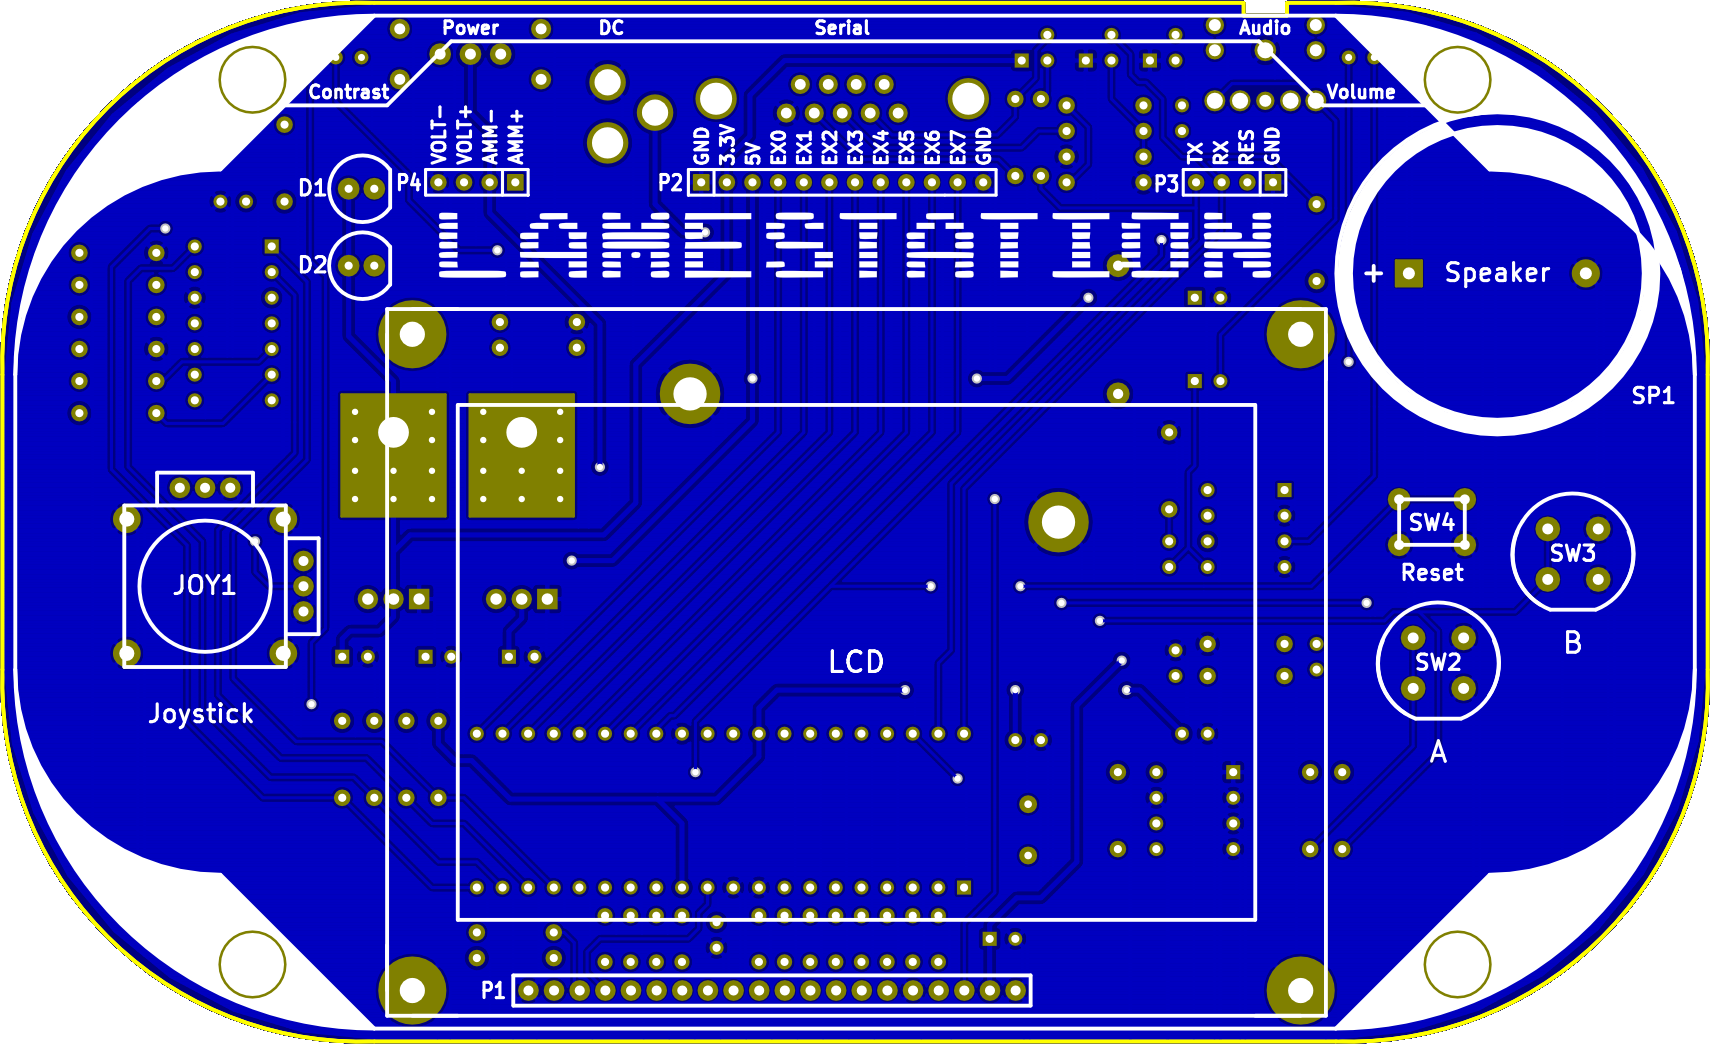 Power DC Serial Audio
Contrast Volume
VOLT- VOLT+ AMM- AMM+
GND 3.3V 5V EX0 EX1 EX2 EX3 EX4 EX5 EX6 EX7 GND
TX RX RES GND
D1 P4 P2 P3
LAMESTATION
D2
+ Speaker
SP1
SW4
SW3
Reset
JOY1
B
LCD
SW2
Joystick
A
P1